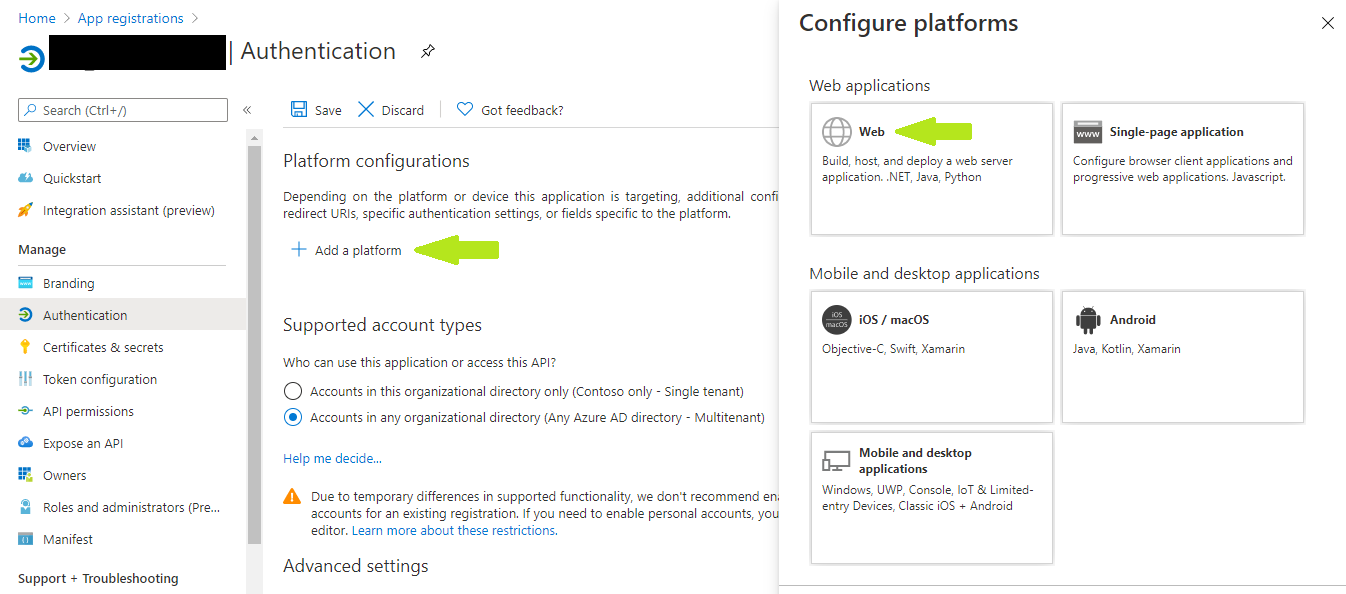 Home > App registrations >
| Authentication
Search (Ctrl+/)
«
Overview
Quickstart
Integration assistant (preview)
Manage
Branding
Authentication
Certificates & secrets
Token configuration
API permissions
Expose an API
Owners
Roles and administrators (Pre...
Manifest
Support + Troubleshooting
Save
Discard
Got feedback?
Platform configurations
Depending on the platform or device this application is targeting, additional confi
redirect URIs, specific authentication settings, or fields specific to the platform.
+ Add a platform
Supported account types
Who can use this application or access this API?
Accounts in this organizational directory only (Contoso only - Single tenant)
Accounts in any organizational directory (Any Azure AD directory - Multitenant)
Help me decide...
Due to temporary differences in supported functionality, we don't recommend ena
accounts for an existing registration. If you need to enable personal accounts, you
editor. Learn more about these restrictions.
Advanced settings
Configure platforms
Web applications
Web
Build, host, and deploy a web server
application. .NET, Java, Python
www
Single-page application
Configure browser client applications and
progressive web applications. Javascript.
Mobile and desktop applications
iOS
macOS
iOS / macOS
Objective-C, Swift, Xamarin
Android
Java, Kotlin, Xamarin
Mobile and desktop
applications
Windows, UWP, Console, IoT & Limited-
entry Devices, Classic iOS + Android